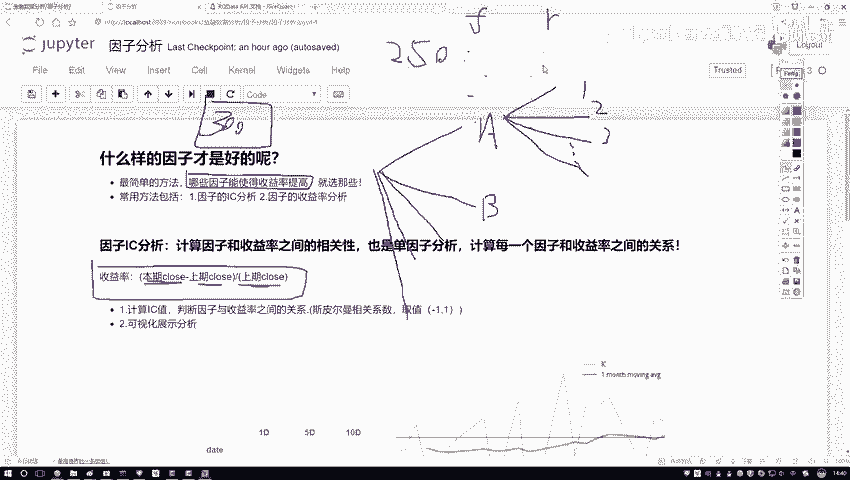 因子分析
jupyter 因子分析 Last Checkpoint: an hour ago (autosaved)
Logout
File Edit View Insert Cell Kernel Widgets Help
Trusted
Code
250 f r
300
A 1 2 3
B
什么样的因子才是好的呢?
最简单的方法,哪些因子能使得收益率提高,就选那些!
常用方法包括:1.因子的IC分析 2.因子的收益率分析
因子IC分析:计算因子和收益率之间的相关性,也是单因子分析,计算每一个因子和收益率之间的关系!
收益率:(本期close-上期close)/(上期close)
1.计算IC值,判断因子与收益率之间的关系.(斯皮尔曼相关系数,取值(-1,1))
2.可视化展示分析
IC
1 month moving avg
1D 5D 10D
date
14:40